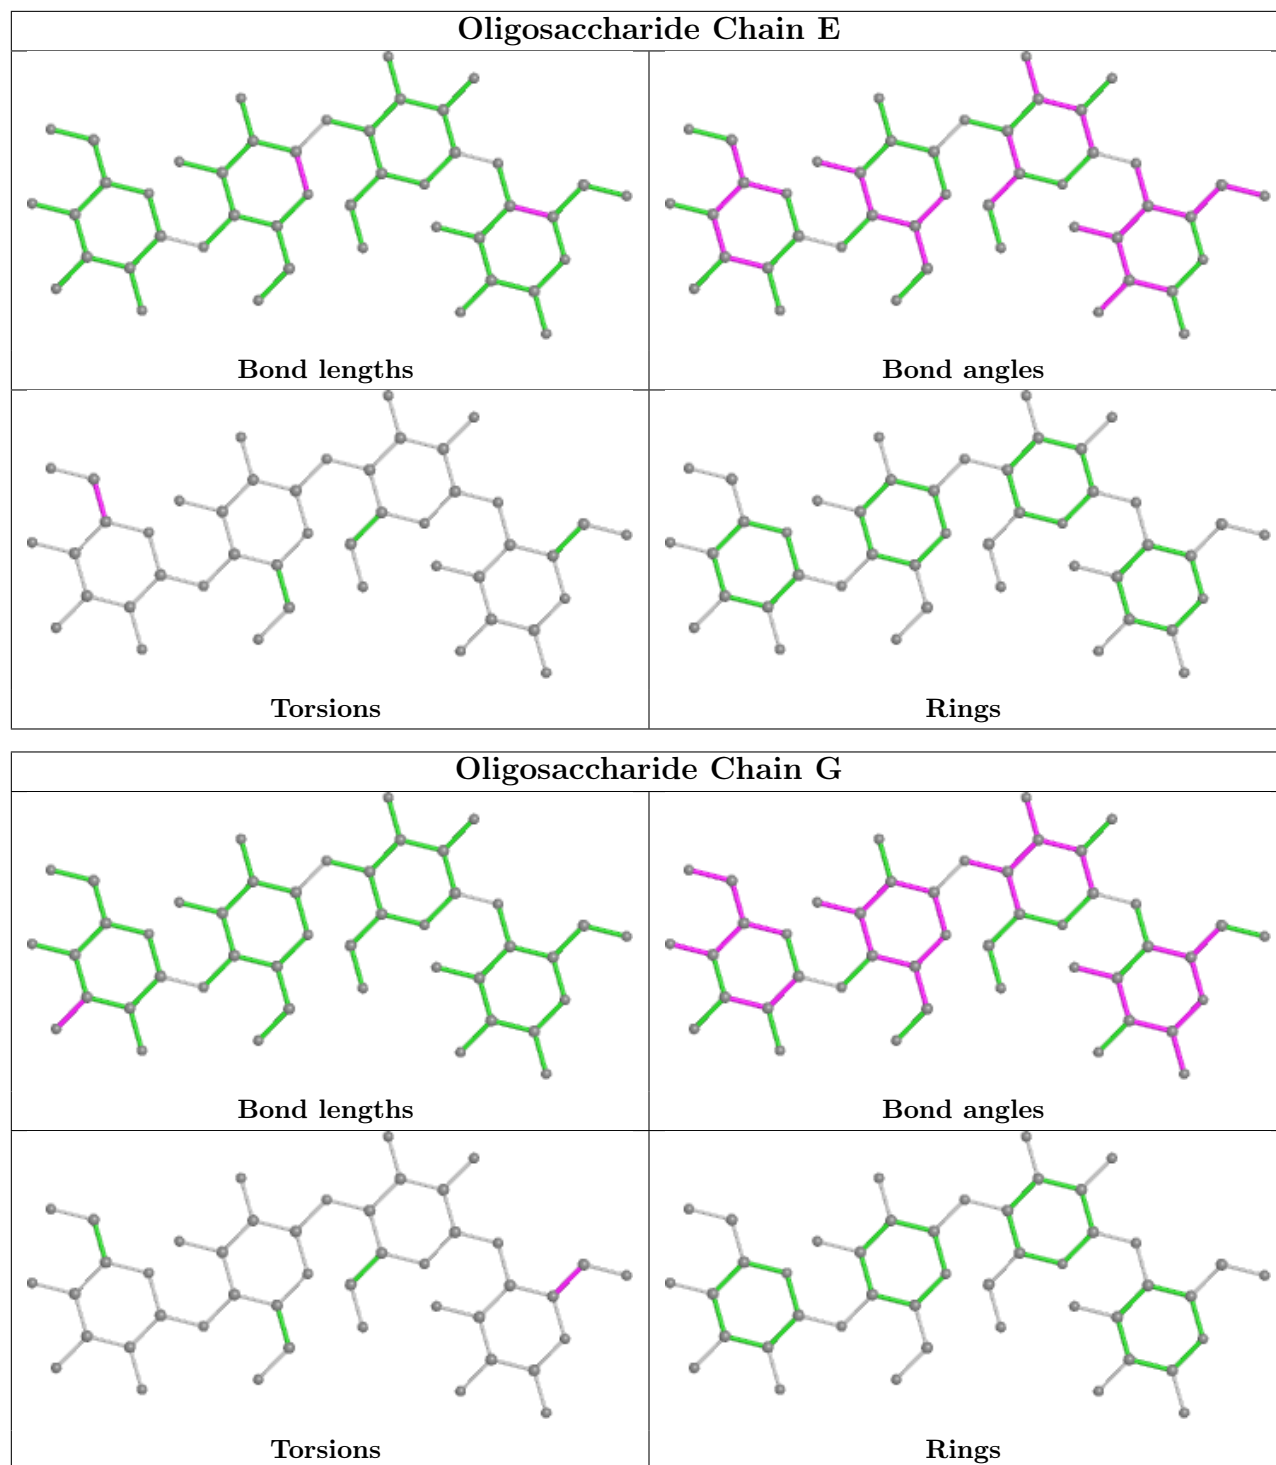 Oligosaccharide Chain E
Bond lengths
Bond angles
Torsions
Rings
Oligosaccharide Chain G
Bond lengths
Bond angles
Torsions
Rings